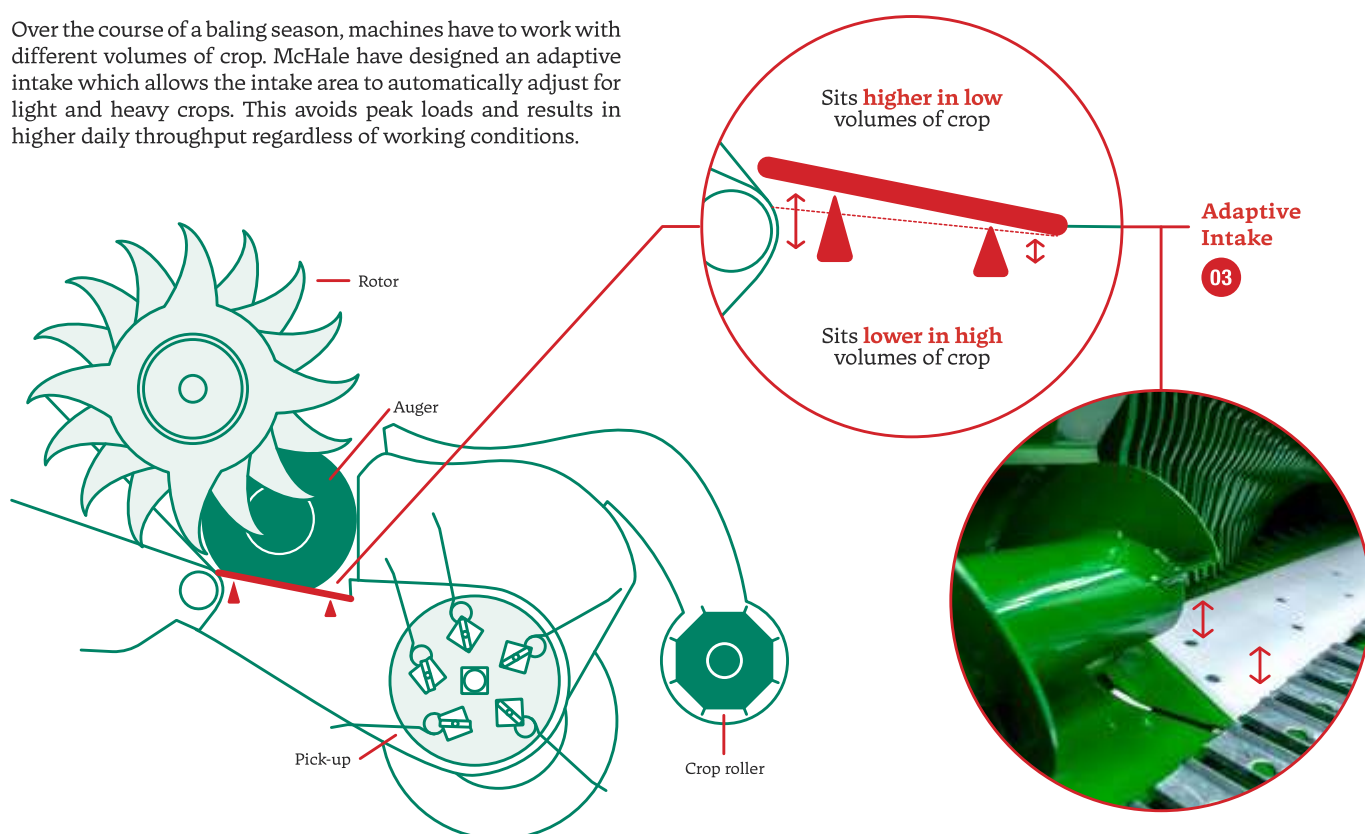 Over the course of a baling season, machines have to work with
different volumes of crop. McHale have designed an adaptive
intake which allows the intake area to automatically adjust for
light and heavy crops. This avoids peak loads and results in
higher daily throughput regardless of working conditions.
Sits higher in low
volumes of crop
Adaptive
Intake
03
Sits lower in high
volumes of crop
Rotor
Auger
Pick-up
Crop roller